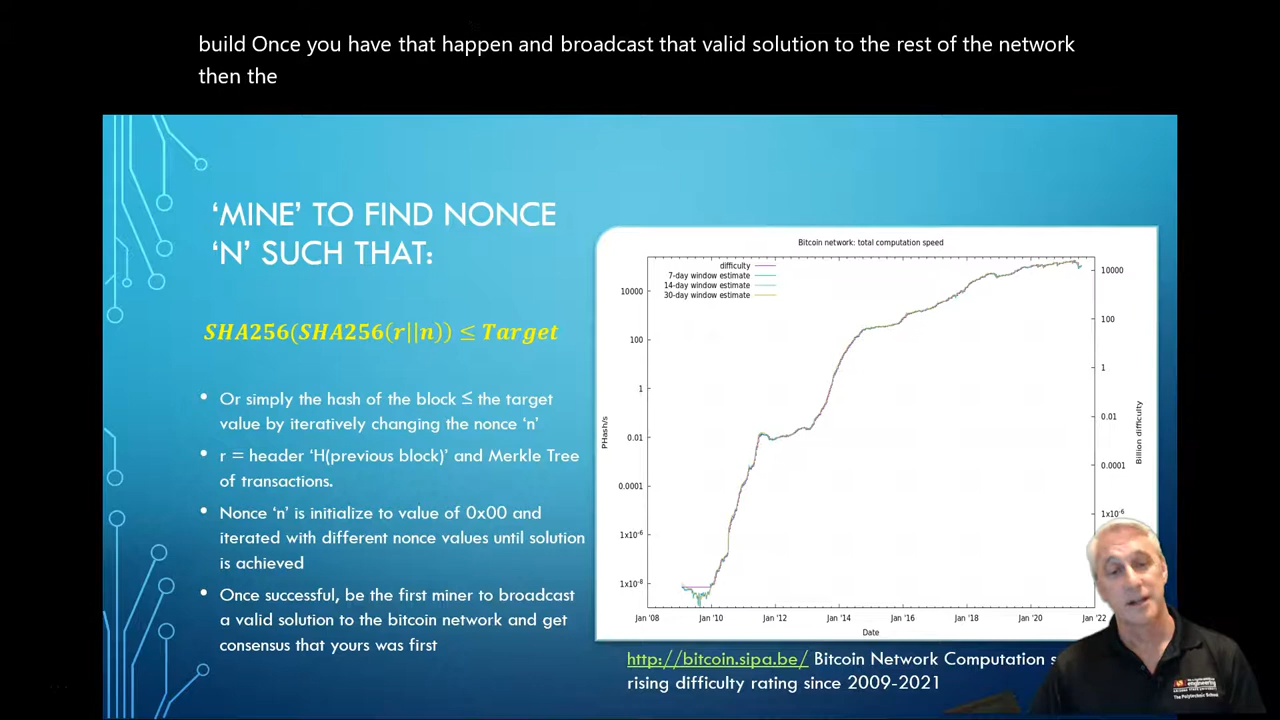 build Once you have that happen and broadcast that valid solution to the rest of the network
then the
‘MINE’ TO FIND NONCE
‘N’ SUCH THAT:
SHA256(SHA256(r||n)) ≤ Target
• Or simply the hash of the block ≤ the target
value by iteratively changing the nonce ‘n’
• r = header ‘H(previous block)’ and Merkle Tree
of transactions.
• Nonce ‘n’ is initialize to value of 0x00 and
iterated with different nonce values until solution
is achieved
• Once successful, be the first miner to broadcast
a valid solution to the bitcoin network and get
consensus that yours was first
Bitcoin network: total computation speed
difficulty
7-day window estimate
14-day window estimate
30-day window estimate
10000
100
1
0.01
0.0001
1x10⁻⁶
1x10⁻⁸
PHash/s
10000
100
1
0.01
0.0001
1x10⁻⁶
Billion difficulty
Jan '08 Jan '10 Jan '12 Jan '14 Jan '16 Jan '18 Jan '20 Jan '22
Date
http://bitcoin.sipa.be/ Bitcoin Network Computation
rising difficulty rating since 2009-2021
engineering
The Polytechnic School